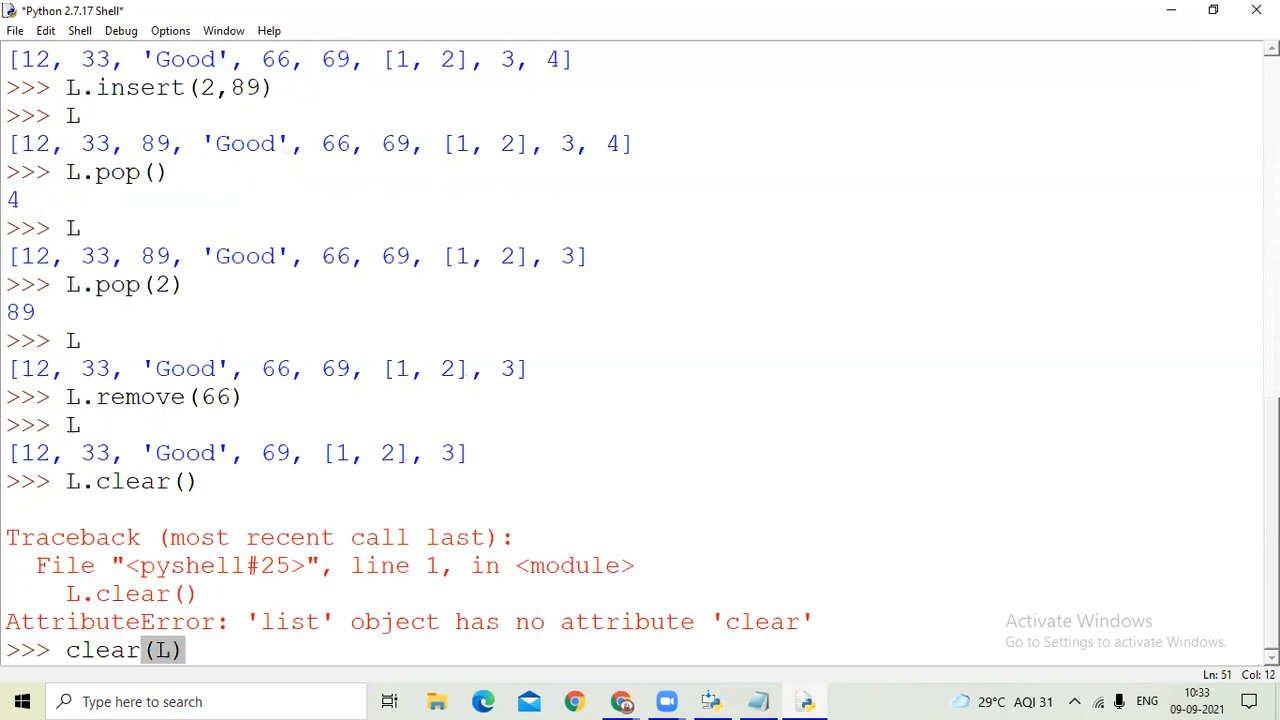 *Python 2.7.17 Shell*
File Edit Shell Debug Options Window Help
[12, 33, 'Good', 66, 69, [1, 2], 3, 4]
>>> L.insert(2,89)
>>> L
[12, 33, 89, 'Good', 66, 69, [1, 2], 3, 4]
>>> L.pop()
4
>>> L
[12, 33, 89, 'Good', 66, 69, [1, 2], 3]
>>> L.pop(2)
89
>>> L
[12, 33, 'Good', 66, 69, [1, 2], 3]
>>> L.remove(66)
>>> L
[12, 33, 'Good', 69, [1, 2], 3]
>>> L.clear()
Traceback (most recent call last):
File "<pyshell#25>", line 1, in <module>
L.clear()
AttributeError: 'list' object has no attribute 'clear'
>>> clear(L)
Activate Windows
Go to Settings to activate Windows.
Ln: 51 Col: 12
Type here to search
29°C AQI 31
ENG
10:33
09-09-2021